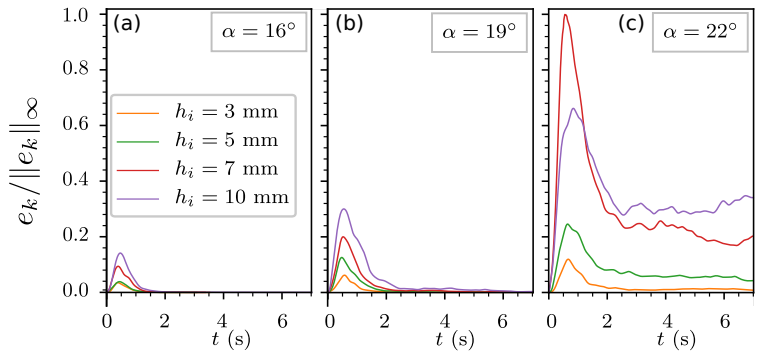 (a)
α = 16°
(b)
α = 19°
(c)
α = 22°
1.0
0.8
0.6
0.4
0.2
0.0
e_k/||e_k||_∞
h_i = 3 mm
h_i = 5 mm
h_i = 7 mm
h_i = 10 mm
0 2 4 6
0 2 4 6
0 2 4 6
t (s)
t (s)
t (s)